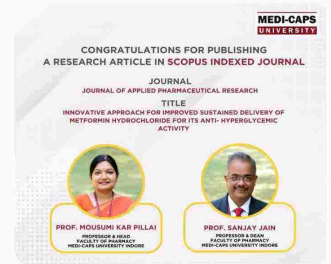 MEDI-CAPS
UNIVERSITY
CONGRATULATIONS FOR PUBLISHING
A RESEARCH ARTICLE IN SCOPUS INDEXED JOURNAL
JOURNAL
JOURNAL OF APPLIED PHARMACEUTICAL RESEARCH
TITLE
INNOVATIVE APPROACH FOR IMPROVED SUSTAINED DELIVERY OF
METFORMIN HYDROCHLORIDE FOR ITS ANTI- HYPERGLYCEMIC
ACTIVITY
PROF. MOUSUMI KAR PILLAI
PROFESSOR & HEAD
FACULTY OF PHARMACY
MEDI-CAPS UNIVERSITY INDORE
PROF. SANJAY JAIN
PROFESSOR & DEAN
FACULTY OF PHARMACY
MEDI-CAPS UNIVERSITY INDORE